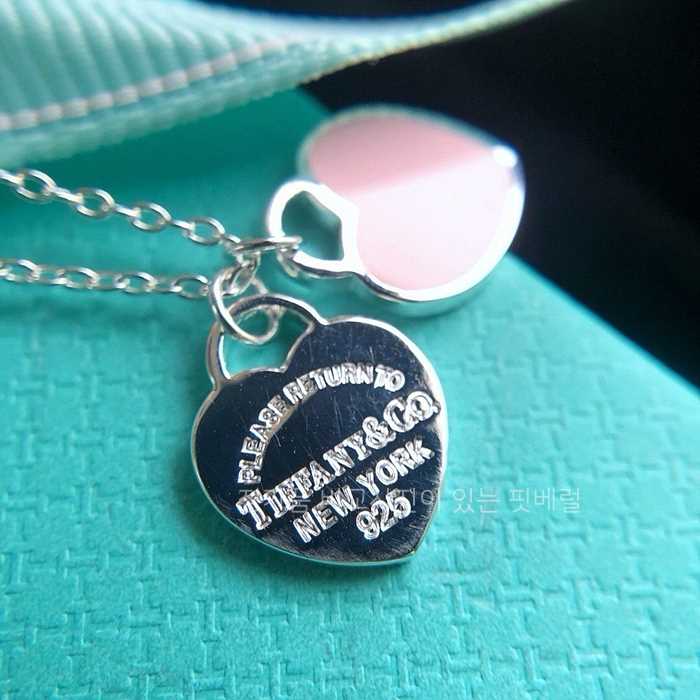 PLEASE RETURN TO
TIFFANY & CO.
NEW YORK
925
있는 핏베럴